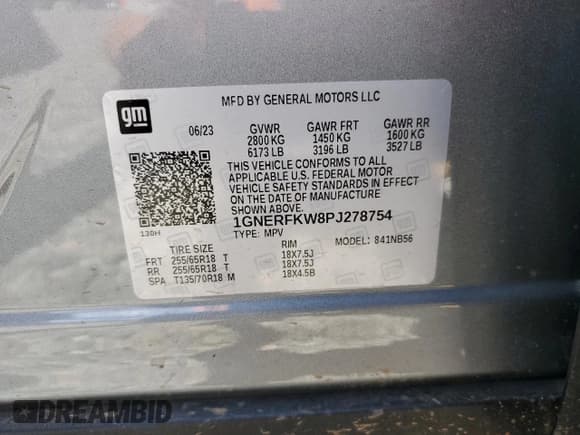 gm
MFD BY GENERAL MOTORS LLC
06/23 GVWR GAWR FRT GAWR RR
2800 KG 1450 KG 1600 KG
6173 LB 3196 LB 3527 LB
THIS VEHICLE CONFORMS TO ALL
APPLICABLE U.S. FEDERAL MOTOR
VEHICLE SAFETY STANDARDS IN EFFECT
ON THE DATE OF MANUFACTURE
1GNERFKW8PJ278754
130H TYPE: MPV MODEL: 841NB56
TIRE SIZE RIM
FRT 255/65R18 T 18X7.5J
RR 255/65R18 T 18X7.5J
SPA T135/70R18 M 18X4.5B
DREAMBID